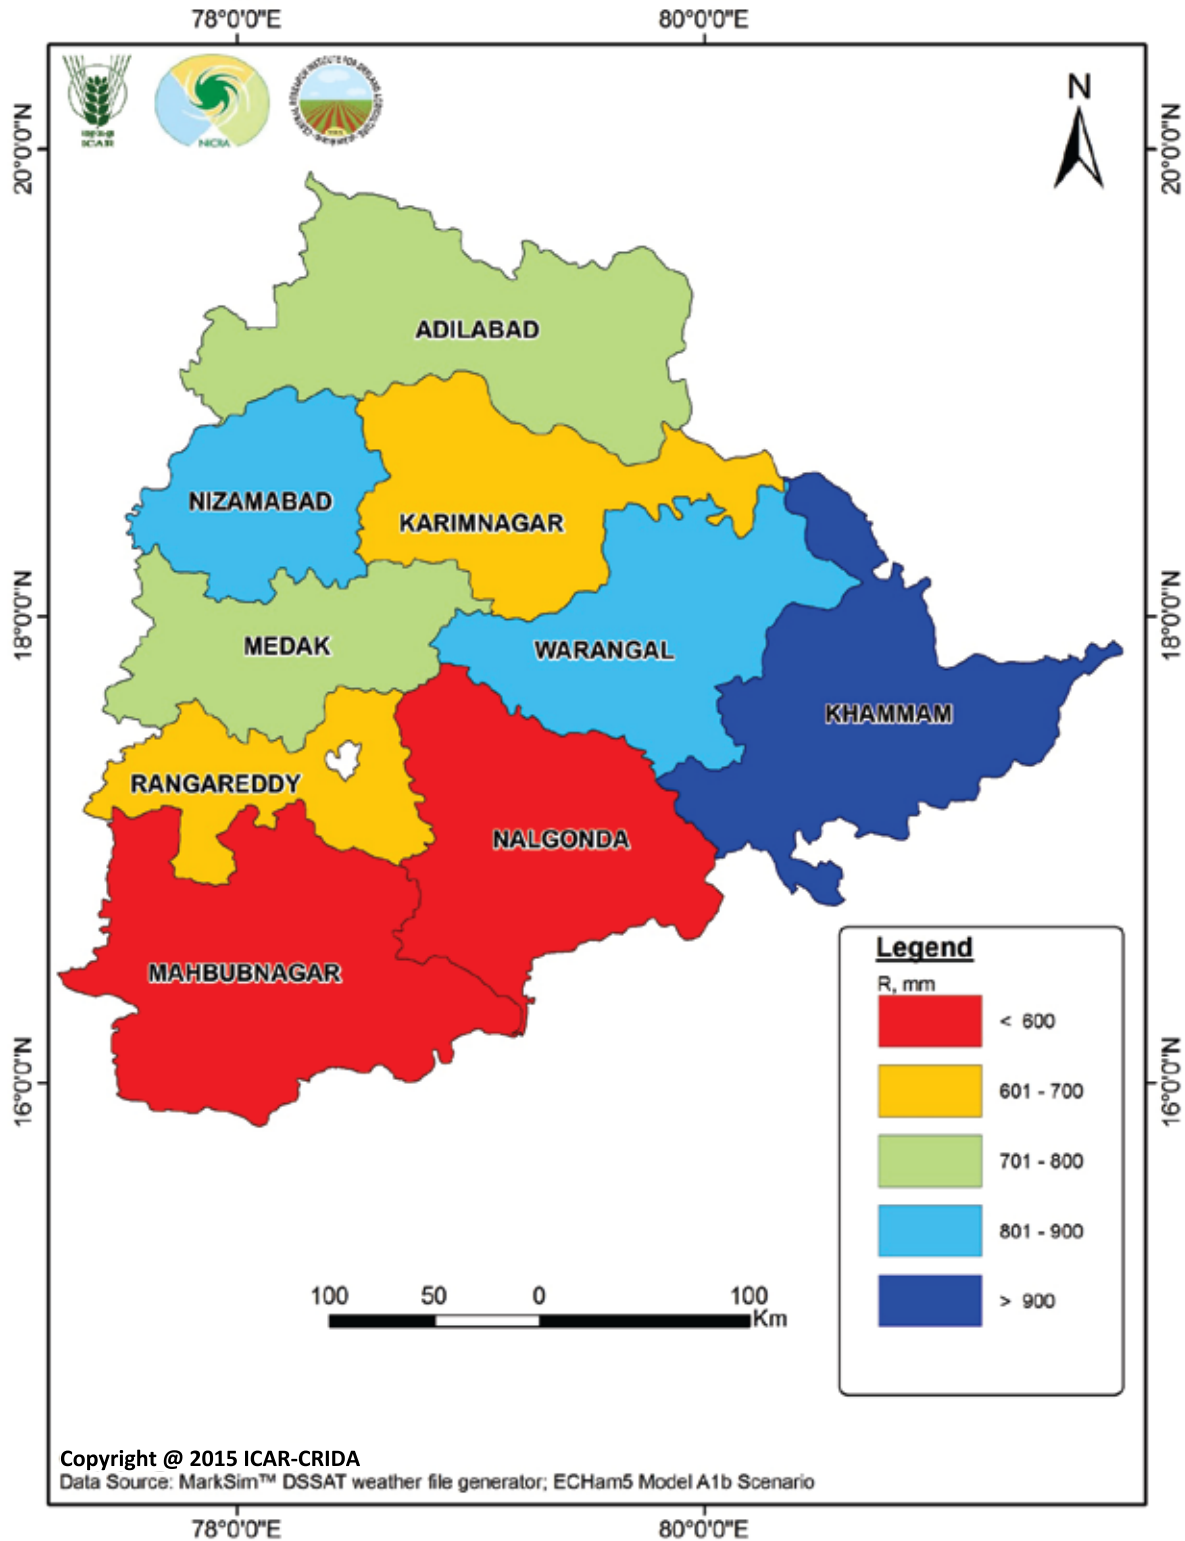 78°0'0"E 80°0'0"E
20°0'0"N 20°0'0"N
ICAR
NICRA
N
ADILABAD
NIZAMABAD
KARIMNAGAR
18°0'0"N 18°0'0"N
MEDAK
WARANGAL
KHAMMAM
RANGAREDDY
NALGONDA
MAHBUBNAGAR
16°0'0"N 16°0'0"N
Legend
R, mm
< 600
601 - 700
701 - 800
801 - 900
> 900
100 50 0 100
Km
Copyright @ 2015 ICAR-CRIDA
Data Source: MarkSim™ DSSAT weather file generator; ECHam5 Model A1b Scenario
78°0'0"E 80°0'0"E